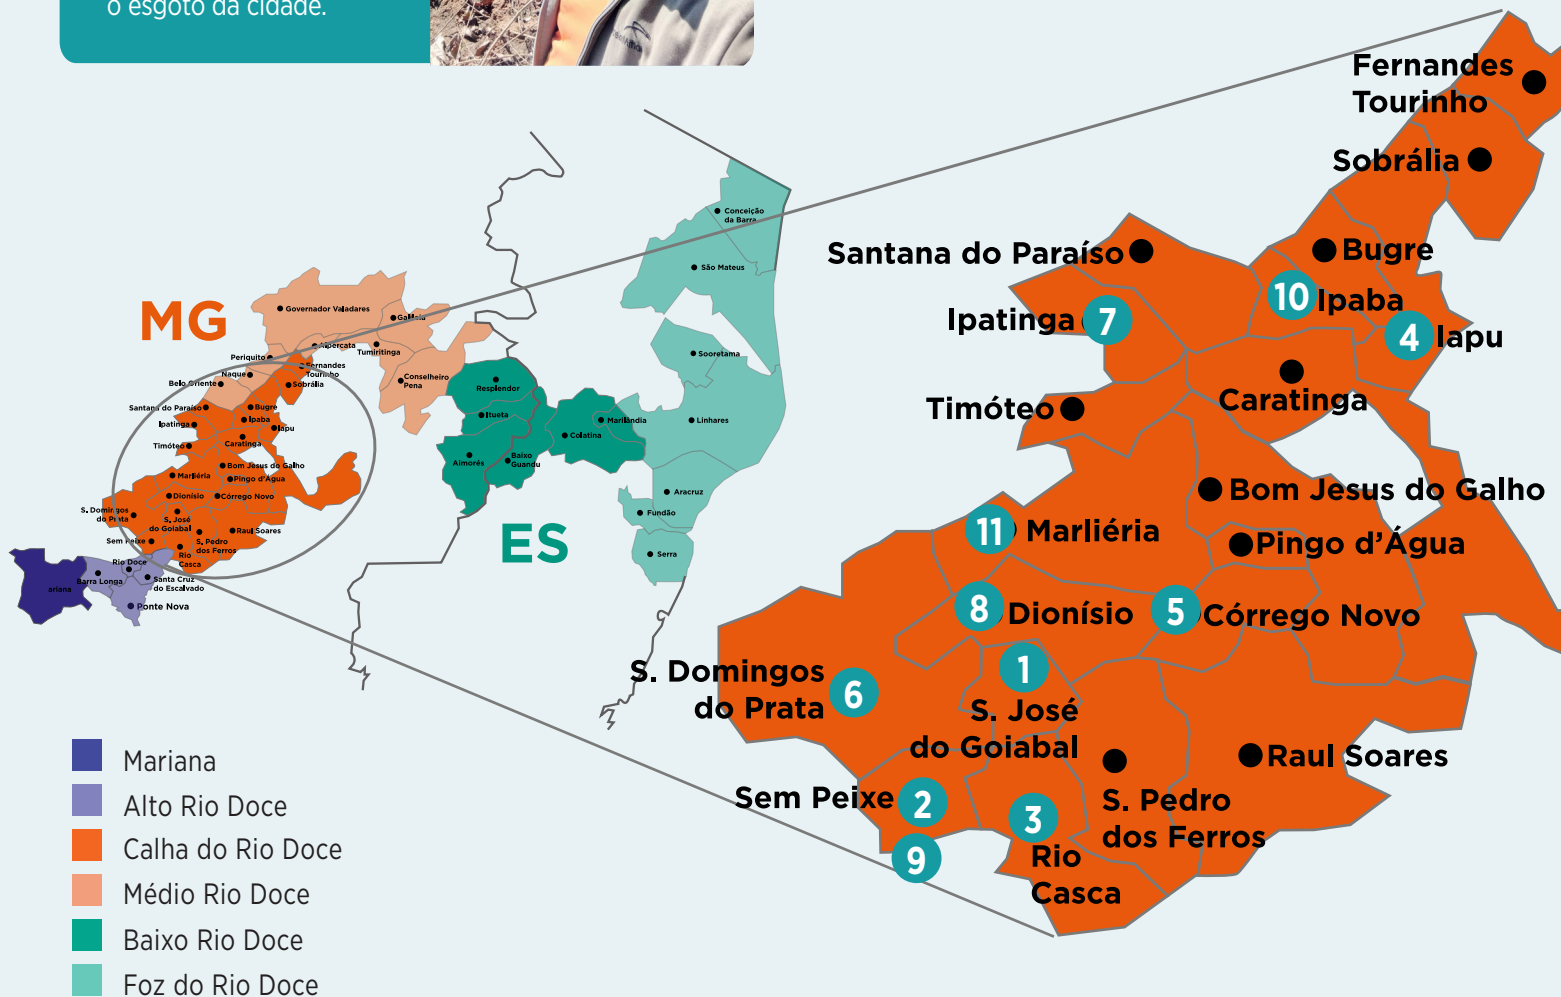 o esgoto da cidade.
MG
ES
Conceição
da Barra
São Mateus
Governador Valadares
Periquito
Tumiritinga
Sooretama
Naque
Fernandes
Tourinho
Belo Oriente
Sobrália
Conselheiro
Pena
Resplendor
Santana do Paraíso
Bugre
Ipatinga
Ipaba
Iapu
Itueta
Marilândia
Linhares
Timóteo
Caratinga
Colatina
Aimorés
Baixo
Guandu
Bom Jesus do Galho
Marliéria
Pingo d'Água
Dionísio
Córrego Novo
Aracruz
S. Domingos
do Prata
S. José
do Goiabal
Fundão
Raul Soares
Sem Peixe
S. Pedro
dos Ferros
Rio
Casca
Serra
Rio Doce
Barra Longa
Santa Cruz
do Escalvado
ariana
Ponte Nova
Fernandes
Tourinho
Sobrália
Santana do Paraíso
Bugre
10 Ipaba
Ipatinga 7
4 Iapu
Timóteo
Caratinga
Bom Jesus do Galho
11 Marliéria
Pingo d'Água
8 Dionísio
5 Córrego Novo
1
S. José
do Goiabal
S. Domingos
do Prata 6
Raul Soares
Sem Peixe 2
3
Rio
Casca
S. Pedro
dos Ferros
9
Mariana
Alto Rio Doce
Calha do Rio Doce
Médio Rio Doce
Baixo Rio Doce
Foz do Rio Doce